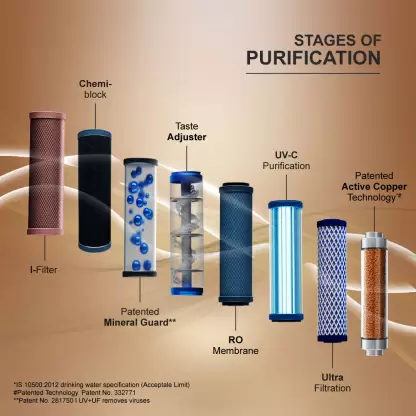 STAGES OF
PURIFICATION
Chemi-
block
Taste
Adjuster
UV-C
Purification
Patented
Active Copper
Technology*#
I-Filter
Patented
Mineral Guard**
RO
Membrane
Ultra
Filtration
*IS 10500:2012 drinking water specification (Acceptale Limit)
#Patented Technology. Patent No. 332771
**Patent No. 281750 I UV+UF removes viruses